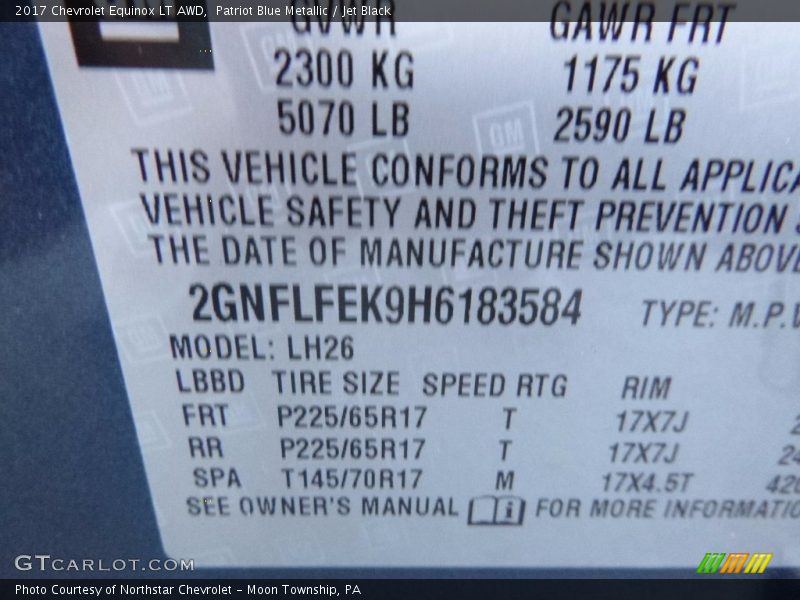 2017 Chevrolet Equinox LT AWD, Patriot Blue Metallic / Jet Black
GVWR GAWR FRT
2300 KG 1175 KG
5070 LB 2590 LB
THIS VEHICLE CONFORMS TO ALL
VEHICLE SAFETY AND THEFT PREVENTION
THE DATE OF MANUFACTURE SHOWN
2GNFLFEK9H6183584 TYPE: M.P.V
MODEL: LH26
LBBD TIRE SIZE SPEED RTG RIM
FRT P225/65R17 T 17X7J
RR P225/65R17 T 17X7J
SPA T145/70R17 M 17X4.5T
SEE OWNER'S MANUAL FOR MORE
GTCARLOT.COM
Photo Courtesy of Northstar Chevrolet - Moon Township, PA